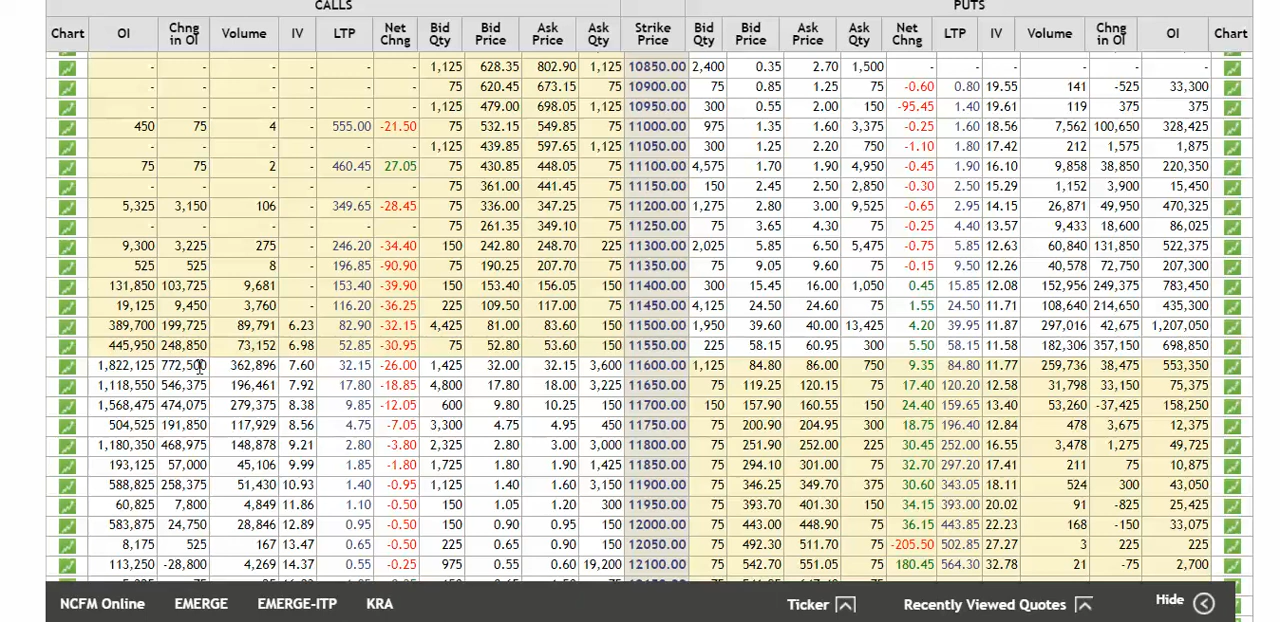 CALLS PUTS
Chart OI Chng in OI Volume IV LTP Net Chng Bid Qty Bid Price Ask Price Ask Qty Strike Price Bid Qty Bid Price Ask Price Ask Qty Net Chng LTP IV Volume Chng in OI OI Chart
- - - - - - 1,125 628.35 802.90 1,125 10850.00 2,400 0.35 2.70 1,500 - - - - - -
- - - - - - 75 620.45 673.15 75 10900.00 75 0.85 1.25 75 -0.60 0.80 19.55 141 -525 33,300
- - - - - - 1,125 479.00 698.05 1,125 10950.00 300 0.55 2.00 150 -95.45 1.40 19.61 119 375 375
450 75 4 - 555.00 -21.50 75 532.15 549.85 75 11000.00 975 1.35 1.60 3,375 -0.25 1.60 18.56 7,562 100,650 328,425
- - - - - - 1,125 439.85 597.65 1,125 11050.00 300 1.25 2.20 750 -1.10 1.80 17.42 212 1,575 1,875
75 75 2 - 460.45 27.05 75 430.85 448.05 75 11100.00 4,575 1.70 1.90 4,950 -0.45 1.90 16.10 9,858 38,850 220,350
- - - - - - 75 361.00 441.45 75 11150.00 150 2.45 2.50 2,850 -0.30 2.50 15.29 1,152 3,900 15,450
5,325 3,150 106 - 349.65 -28.45 75 336.00 347.25 75 11200.00 1,275 2.80 3.00 9,525 -0.65 2.95 14.15 26,871 49,950 470,325
- - - - - - 75 261.35 349.10 75 11250.00 75 3.65 4.30 75 -0.25 4.40 13.57 9,433 18,600 86,025
9,300 3,225 275 - 246.20 -34.40 150 242.80 248.70 225 11300.00 2,025 5.85 6.50 5,475 -0.75 5.85 12.63 60,840 131,850 522,375
525 525 8 - 196.85 -90.90 75 190.25 207.70 75 11350.00 75 9.05 9.60 75 -0.15 9.50 12.26 40,578 72,750 207,300
131,850 103,725 9,681 - 153.40 -39.90 150 153.40 156.05 150 11400.00 300 15.45 16.00 1,050 0.45 15.85 12.08 152,956 249,375 783,450
19,125 9,450 3,760 - 116.20 -36.25 225 109.50 117.00 75 11450.00 4,125 24.50 24.60 75 1.55 24.50 11.71 108,640 214,650 435,300
389,700 199,725 89,791 6.23 82.90 -32.15 4,425 81.00 83.60 150 11500.00 1,950 39.60 40.00 13,425 4.20 39.95 11.87 297,016 42,675 1,207,050
445,950 248,850 73,152 6.98 52.85 -30.95 75 52.80 53.60 150 11550.00 225 58.15 60.95 300 5.50 58.15 11.58 182,306 357,150 698,850
1,822,125 772,500 362,896 7.60 32.15 -26.00 1,425 32.00 32.15 3,600 11600.00 1,125 84.80 86.00 750 9.35 84.80 11.77 259,736 38,475 553,350
1,118,550 546,375 196,461 7.92 17.80 -18.85 4,800 17.80 18.00 3,225 11650.00 75 119.25 120.15 75 17.40 120.20 12.58 31,798 33,150 75,375
1,568,475 474,075 279,375 8.38 9.85 -12.05 600 9.80 10.25 150 11700.00 150 157.90 160.55 150 24.40 159.65 13.40 53,260 -37,425 158,250
504,525 191,850 117,929 8.56 4.75 -7.05 3,300 4.75 4.95 450 11750.00 75 200.90 204.95 300 18.75 196.40 12.84 478 3,675 12,375
1,180,350 468,975 148,878 9.21 2.80 -3.80 2,325 2.80 3.00 3,000 11800.00 75 251.90 252.00 225 30.45 252.00 16.55 3,478 1,275 49,725
193,125 57,000 45,106 9.99 1.85 -1.80 1,725 1.80 1.90 1,425 11850.00 75 294.10 301.00 75 32.70 297.20 17.41 211 75 10,875
588,825 258,375 51,430 10.93 1.40 -0.95 1,125 1.40 1.60 3,150 11900.00 75 346.25 349.70 375 30.60 343.05 18.11 524 300 43,050
60,825 7,800 4,849 11.86 1.10 -0.50 150 1.05 1.20 300 11950.00 75 393.70 401.30 150 34.15 393.00 20.02 91 -825 25,425
583,875 24,750 28,846 12.89 0.95 -0.50 150 0.90 0.95 150 12000.00 75 443.00 448.90 75 36.15 443.85 22.23 168 -150 33,075
8,175 525 167 13.47 0.65 -0.50 225 0.65 0.90 150 12050.00 75 492.30 511.70 75 -205.50 502.85 27.27 3 225 225
113,250 -28,800 4,269 14.37 0.55 -0.25 975 0.55 0.60 19,200 12100.00 75 542.70 551.05 75 180.45 564.30 32.78 21 -75 2,700
NCFM Online EMERGE EMERGE-ITP KRA Ticker Recently Viewed Quotes Hide